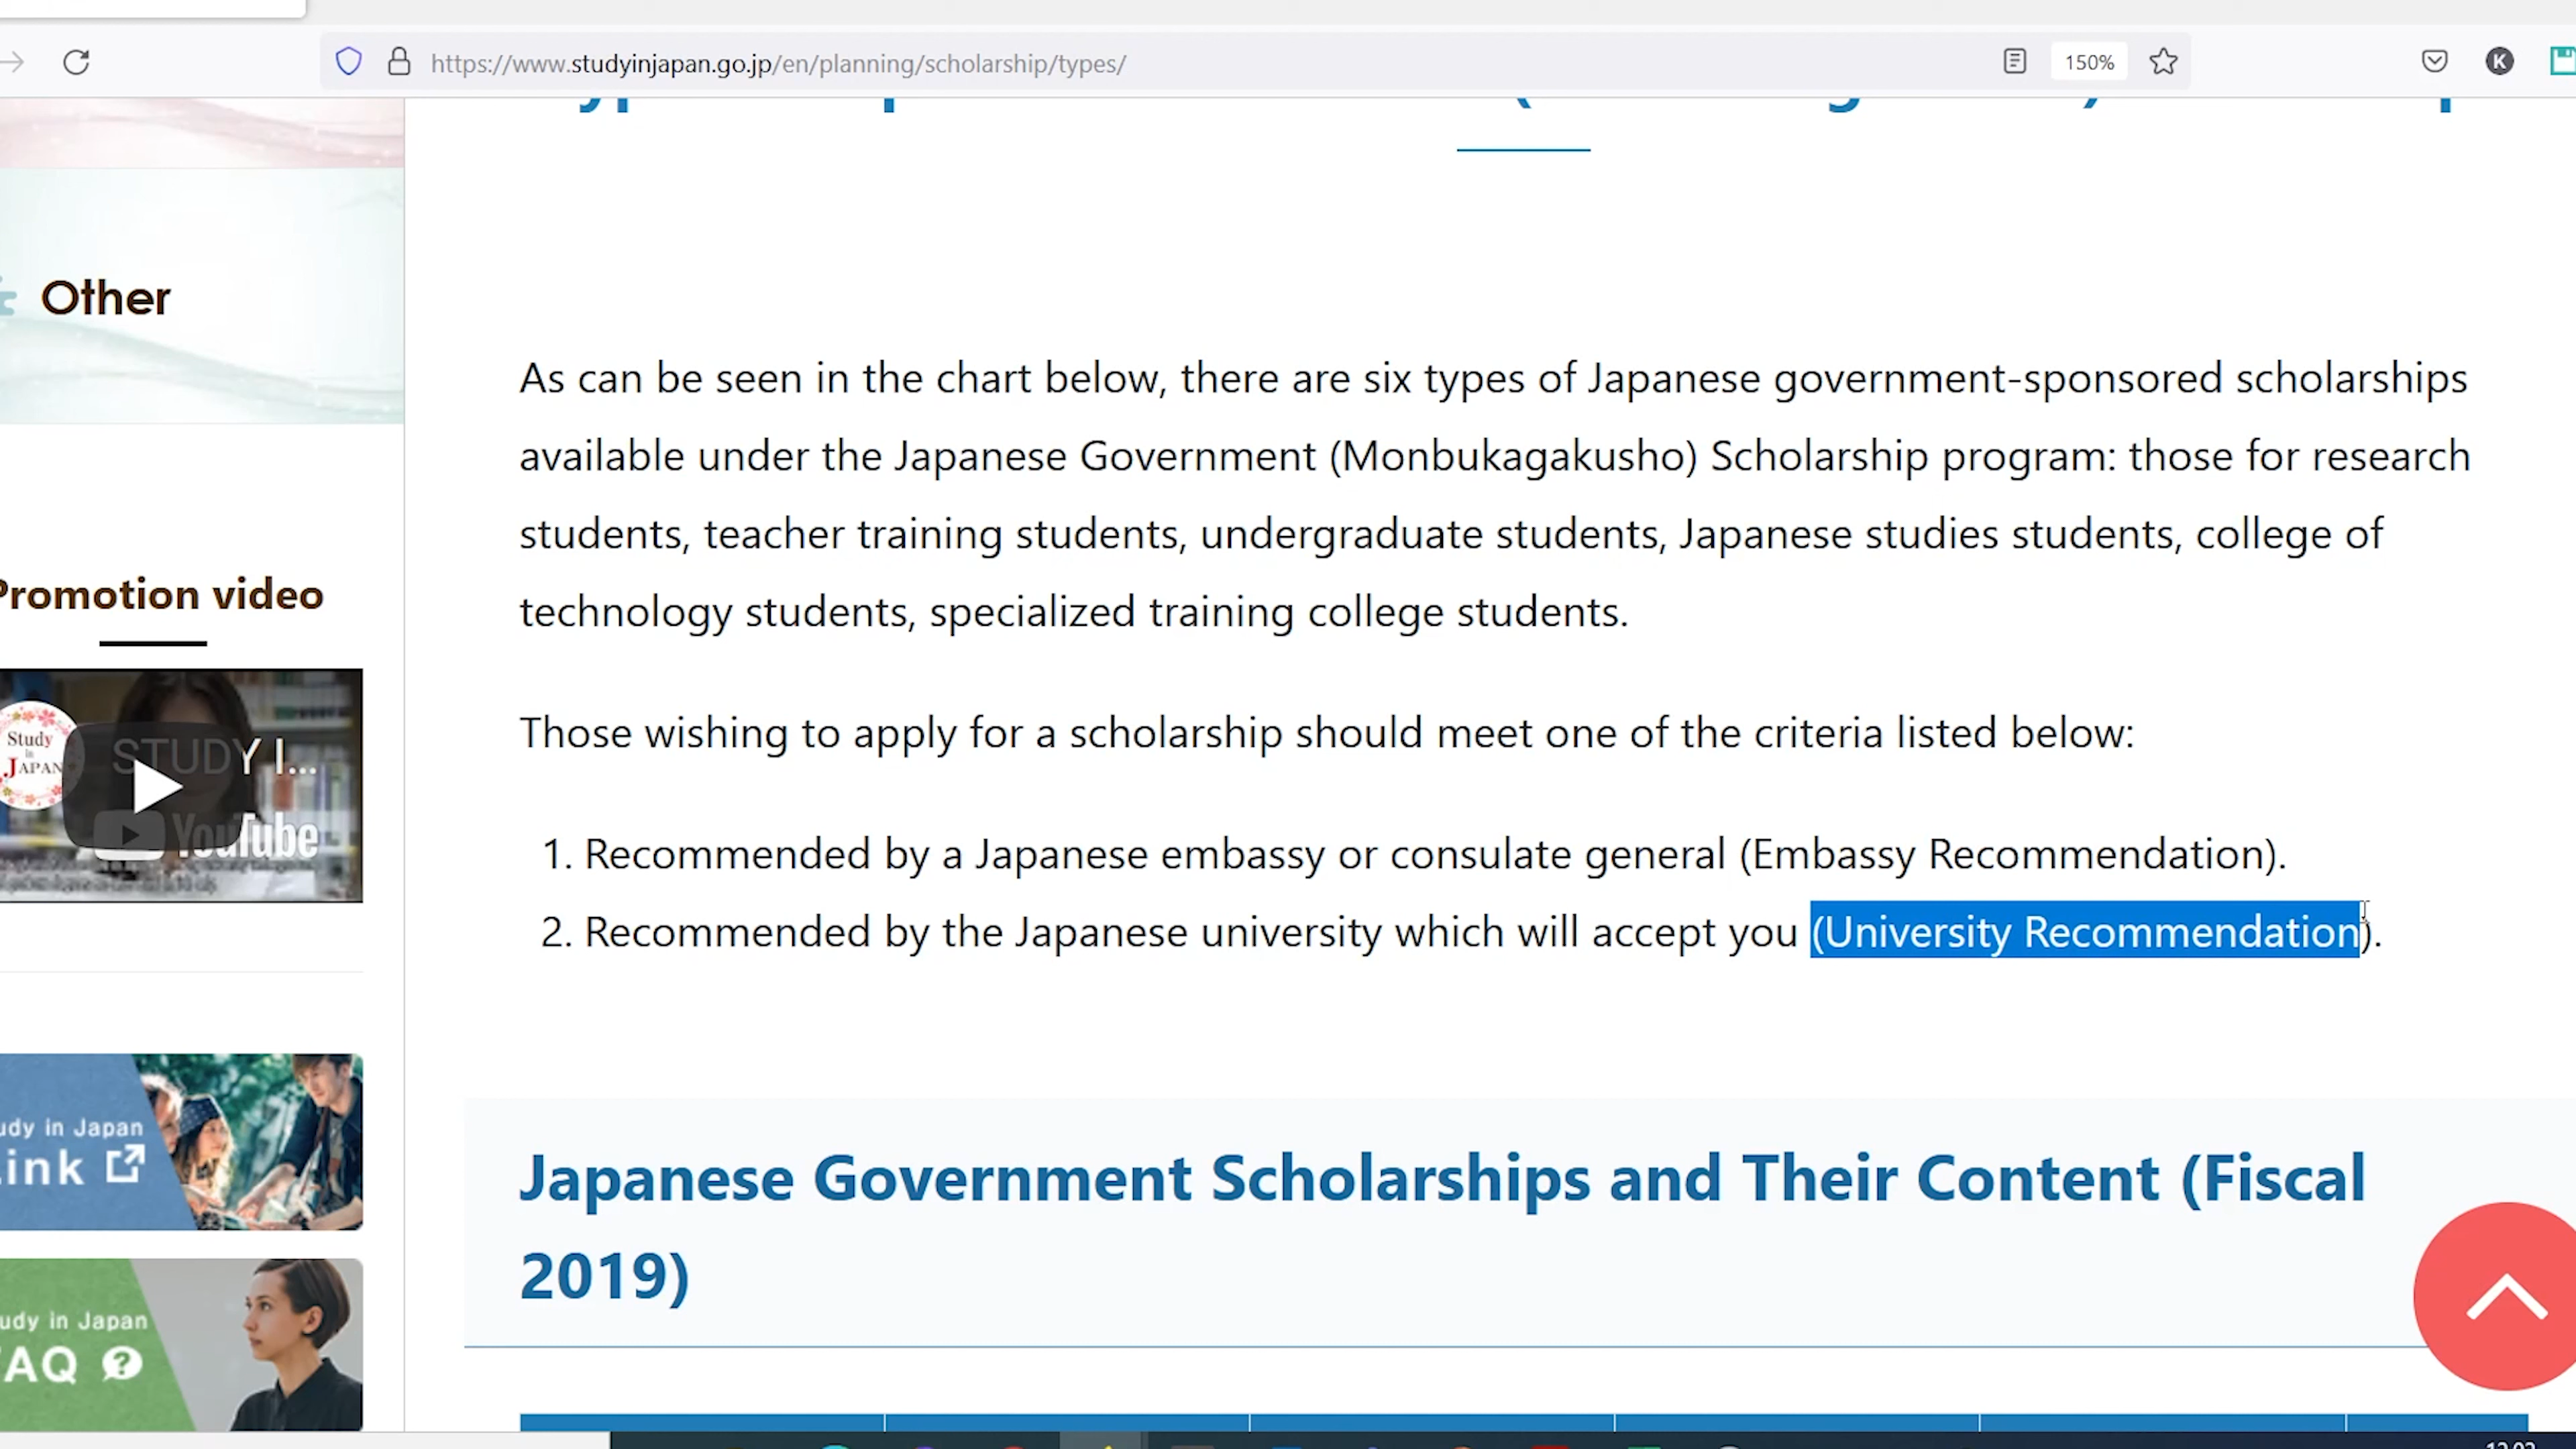 https://www.studyinjapan.go.jp/en/planning/scholarship/types/
150%
K
Other
As can be seen in the chart below, there are six types of Japanese government-sponsored scholarships
available under the Japanese Government (Monbukagakusho) Scholarship program: those for research
students, teacher training students, undergraduate students, Japanese studies students, college of
technology students, specialized training college students.
Promotion video
Study in JAPAN
STUDY I...
YouTube
Those wishing to apply for a scholarship should meet one of the criteria listed below:
1. Recommended by a Japanese embassy or consulate general (Embassy Recommendation).
2. Recommended by the Japanese university which will accept you (University Recommendation).
udy in Japan
ink
Japanese Government Scholarships and Their Content (Fiscal
2019)
udy in Japan
AQ